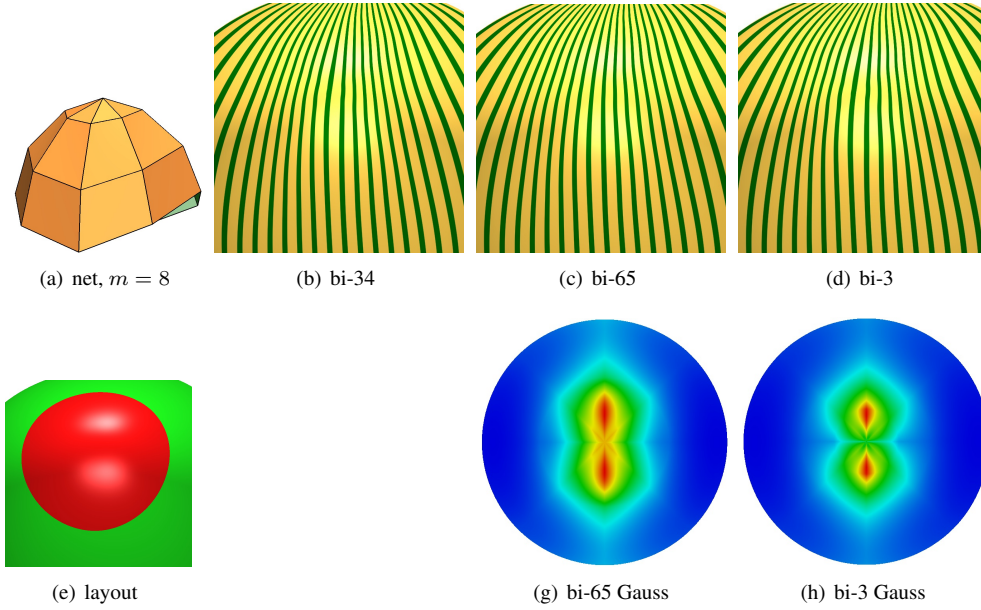 (a) net, m = 8
(b) bi-34
(c) bi-65
(d) bi-3
(e) layout
(g) bi-65 Gauss
(h) bi-3 Gauss